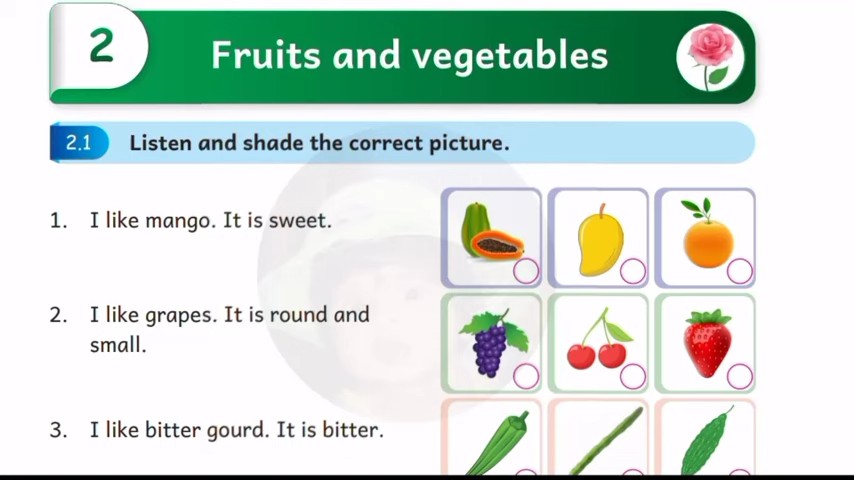 2
Fruits and vegetables
2.1
Listen and shade the correct picture.
1. I like mango. It is sweet.
2. I like grapes. It is round and
small.
3. I like bitter gourd. It is bitter.